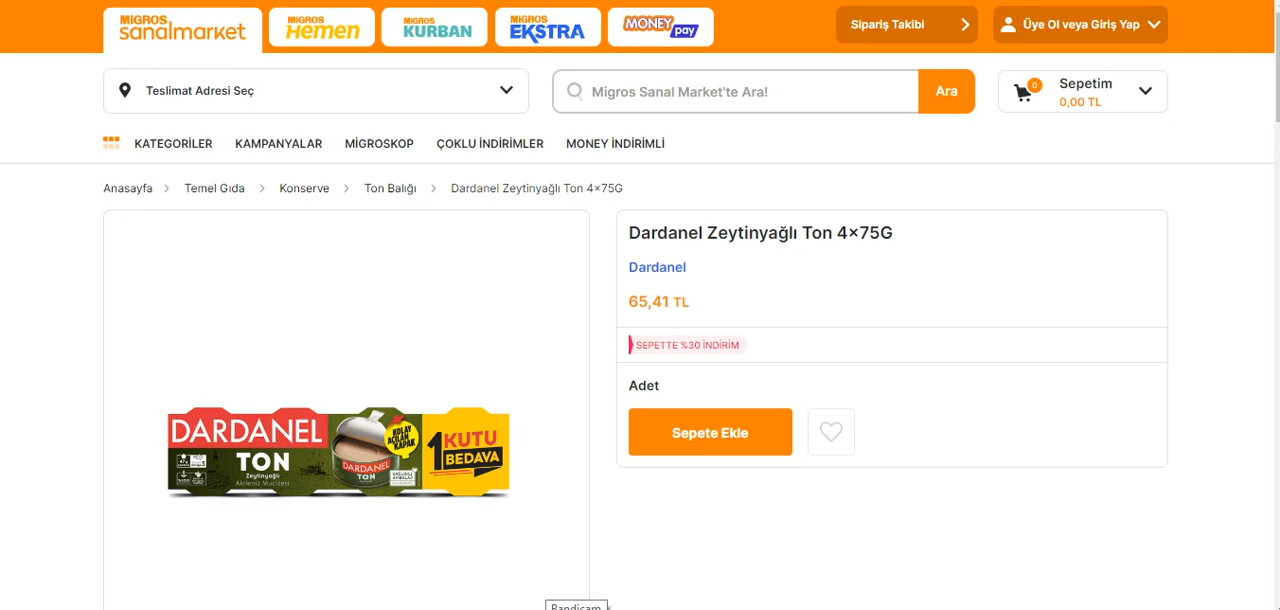 MiGROS
sanalmarket
MiGROS
Hemen
MiGROS
KURBAN
MiGROS
EKSTRA
MONEY
pay
Sipariş Takibi
Üye Ol veya Giriş Yap
Teslimat Adresi Seç
Migros Sanal Market'te Ara!
Ara
0
Sepetim
0,00 TL
KATEGORİLER
KAMPANYALAR
MİGROSKOP
ÇOKLU İNDİRİMLER
MONEY İNDİRİMLİ
Anasayfa > Temel Gıda > Konserve > Ton Balığı > Dardanel Zeytinyağlı Ton 4x75G
Dardanel Zeytinyağlı Ton 4x75G
Dardanel
65,41 TL
SEPETTE %30 İNDİRİM
Adet
Sepete Ekle
DARDANEL
TON
Zeytinyağlı
Akdeniz Mucizesi
KOLAY
AÇILAN
KAPAK
DARDANEL
TON
1 KUTU
BEDAVA
Bandicam